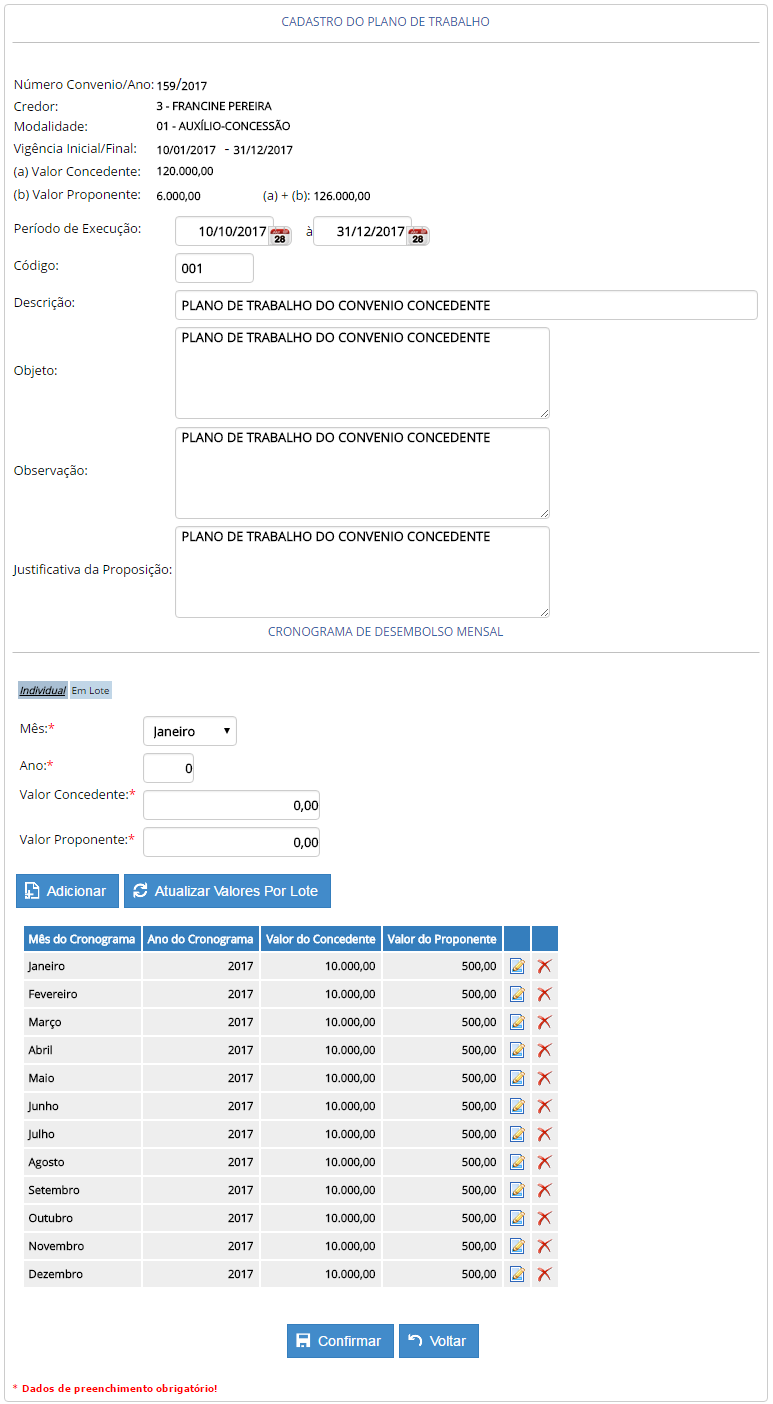 CADASTRO DO PLANO DE TRABALHO
Número Convenio/Ano: 159/2017
Credor: 3 - FRANCINE PEREIRA
Modalidade: 01 - AUXÍLIO-CONCESSÃO
Vigência Inicial/Final: 10/01/2017 - 31/12/2017
(a) Valor Concedente: 120.000,00
(b) Valor Proponente: 6.000,00 (a) + (b): 126.000,00
Período de Execução: 10/10/2017 28 à 31/12/2017 28
Código: 001
Descrição: PLANO DE TRABALHO DO CONVENIO CONCEDENTE
Objeto: PLANO DE TRABALHO DO CONVENIO CONCEDENTE
Observação: PLANO DE TRABALHO DO CONVENIO CONCEDENTE
Justificativa da Proposição: PLANO DE TRABALHO DO CONVENIO CONCEDENTE
CRONOGRAMA DE DESEMBOLSO MENSAL
Individual Em Lote
Mês:* Janeiro
Ano:* 0
Valor Concedente:* 0,00
Valor Proponente:* 0,00
Adicionar Atualizar Valores Por Lote
Mês do Cronograma Ano do Cronograma Valor do Concedente Valor do Proponente
Janeiro 2017 10.000,00 500,00
Fevereiro 2017 10.000,00 500,00
Março 2017 10.000,00 500,00
Abril 2017 10.000,00 500,00
Maio 2017 10.000,00 500,00
Junho 2017 10.000,00 500,00
Julho 2017 10.000,00 500,00
Agosto 2017 10.000,00 500,00
Setembro 2017 10.000,00 500,00
Outubro 2017 10.000,00 500,00
Novembro 2017 10.000,00 500,00
Dezembro 2017 10.000,00 500,00
Confirmar Voltar
* Dados de preenchimento obrigatório!